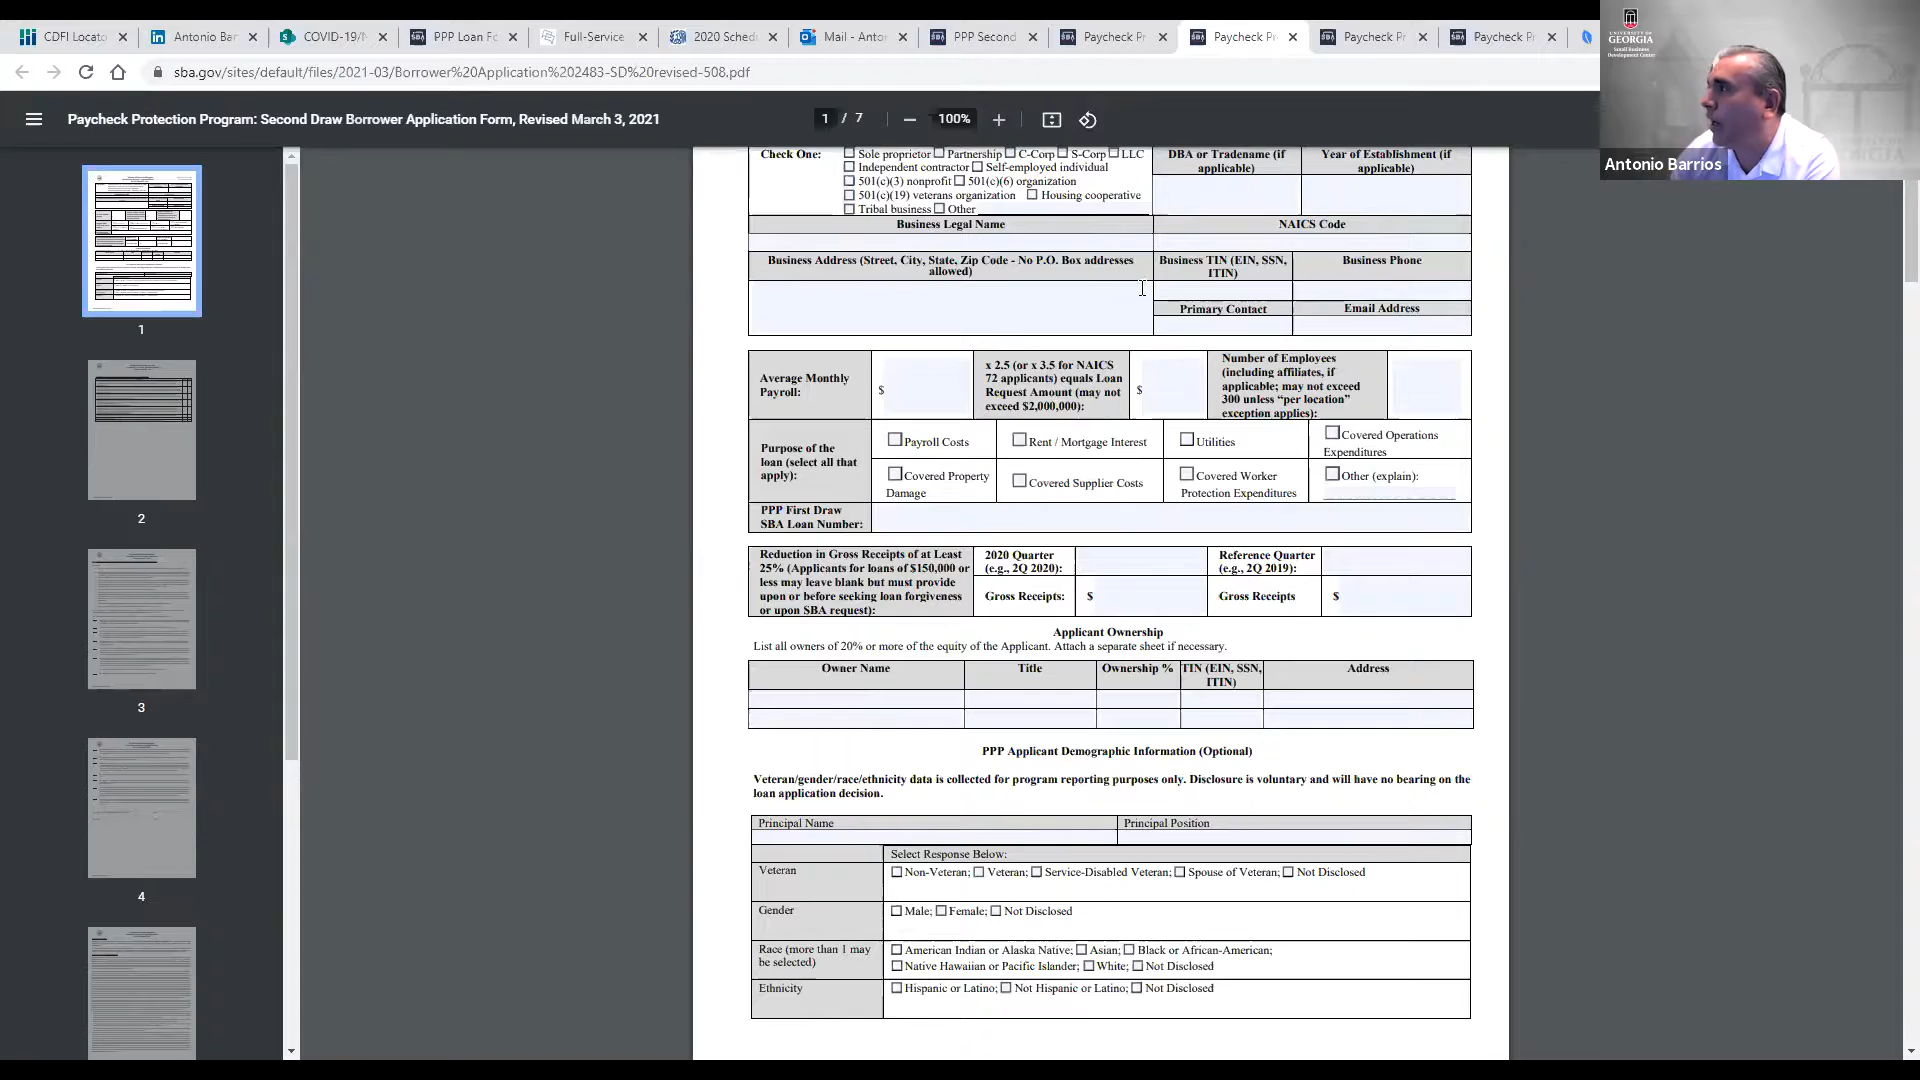 CDFI Locato
Antonio Bar
COVID-19/N
PPP Loan Fo
Full-Service
2020 Sched
Mail - Anto
PPP Second
Paycheck Pr
Paycheck Pr
Paycheck Pr
Paycheck Pr
sba.gov/sites/default/files/2021-03/Borrower%20Application%202483-SD%20revised-508.pdf
UNIVERSITY OF
GEORGIA
Small Business
Development Center
Antonio Barrios
Paycheck Protection Program: Second Draw Borrower Application Form, Revised March 3, 2021
1 / 7
100%
1
2
3
4
Check One:
Sole proprietor Partnership C-Corp S-Corp LLC
Independent contractor Self-employed individual
501(c)(3) nonprofit 501(c)(6) organization
501(c)(19) veterans organization Housing cooperative
Tribal business Other
DBA or Tradename (if
applicable)
Year of Establishment (if
applicable)
Business Legal Name
NAICS Code
Business Address (Street, City, State, Zip Code - No P.O. Box addresses
allowed)
Business TIN (EIN, SSN,
ITIN)
Business Phone
Primary Contact
Email Address
Average Monthly
Payroll:
$
x 2.5 (or x 3.5 for NAICS
72 applicants) equals Loan
Request Amount (may not
exceed $2,000,000):
$
Number of Employees
(including affiliates, if
applicable; may not exceed
300 unless “per location”
exception applies):
Purpose of the
loan (select all that
apply):
Payroll Costs
Rent / Mortgage Interest
Utilities
Covered Operations
Expenditures
Covered Property
Damage
Covered Supplier Costs
Covered Worker
Protection Expenditures
Other (explain):
PPP First Draw
SBA Loan Number:
Reduction in Gross Receipts of at Least
25% (Applicants for loans of $150,000 or
less may leave blank but must provide
upon or before seeking loan forgiveness
or upon SBA request):
2020 Quarter
(e.g., 2Q 2020):
Reference Quarter
(e.g., 2Q 2019):
Gross Receipts:
$
Gross Receipts
$
Applicant Ownership
List all owners of 20% or more of the equity of the Applicant. Attach a separate sheet if necessary.
Owner Name
Title
Ownership %
TIN (EIN, SSN,
ITIN)
Address
PPP Applicant Demographic Information (Optional)
Veteran/gender/race/ethnicity data is collected for program reporting purposes only. Disclosure is voluntary and will have no bearing on the
loan application decision.
Principal Name
Principal Position
Select Response Below:
Veteran
Non-Veteran; Veteran; Service-Disabled Veteran; Spouse of Veteran; Not Disclosed
Gender
Male; Female; Not Disclosed
Race (more than 1 may
be selected)
American Indian or Alaska Native; Asian; Black or African-American;
Native Hawaiian or Pacific Islander; White; Not Disclosed
Ethnicity
Hispanic or Latino; Not Hispanic or Latino; Not Disclosed